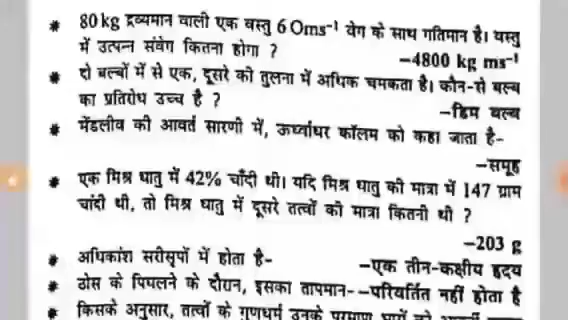 * 80 kg द्रव्यमान वाली एक वस्तु 6 0ms⁻¹ वेग के साथ गतिमान है। वस्तु
में उत्पन्न संवेग कितना होगा ? –4800 kg ms⁻¹
* दो बल्बों में से एक, दूसरे की तुलना में अधिक चमकता है। कौन-से बल्ब
का प्रतिरोध उच्च है ? –डिम बल्ब
* मेंडलीव की आवर्त सारणी में, ऊर्ध्वाधर कॉलम को कहा जाता है-
–समूह
* एक मिश्र धातु में 42% चाँदी थी। यदि मिश्र धातु की मात्रा में 147 ग्राम
चांदी थी, तो मिश्र धातु में दूसरे तत्वों की मात्रा कितनी थी ?
–203 g
* अधिकांश सरीसृपों में होता है- –एक तीन-कक्षीय हृदय
* ठोस के पिघलने के दौरान, इसका तापमान- –परिवर्तित नहीं होता है
* किसके अनुसार, तत्वों के गुणधर्म उनके परमाणु